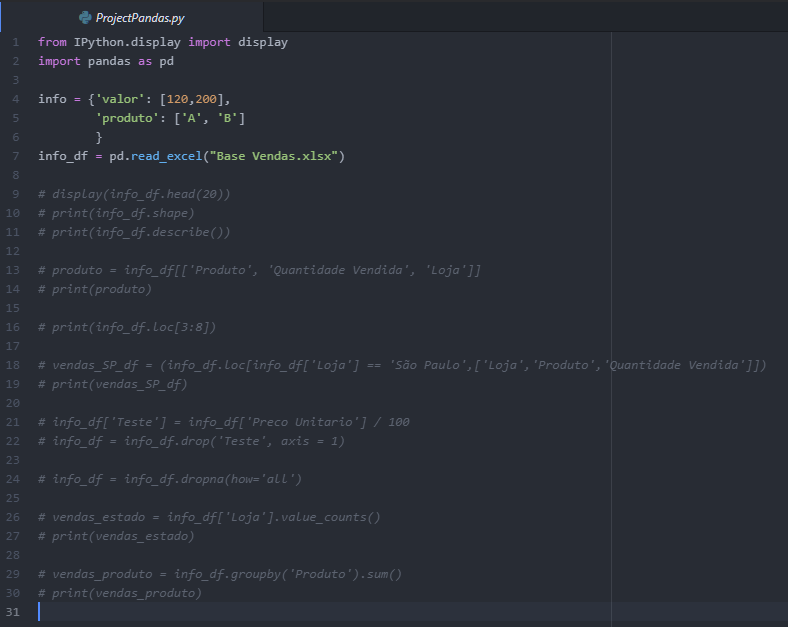 ProjectPandas.py
1 from IPython.display import display
2 import pandas as pd
3
4 info = {'valor': [120,200],
5         'produto': ['A', 'B']
6         }
7 info_df = pd.read_excel("Base Vendas.xlsx")
8
9 # display(info_df.head(20))
10 # print(info_df.shape)
11 # print(info_df.describe())
12
13 # produto = info_df[['Produto', 'Quantidade Vendida', 'Loja']]
14 # print(produto)
15
16 # print(info_df.loc[3:8])
17
18 # vendas_SP_df = (info_df.loc[info_df['Loja'] == 'São Paulo',['Loja','Produto','Quantidade Vendida']])
19 # print(vendas_SP_df)
20
21 # info_df['Teste'] = info_df['Preco Unitario'] / 100
22 # info_df = info_df.drop('Teste', axis = 1)
23
24 # info_df = info_df.dropna(how='all')
25
26 # vendas_estado = info_df['Loja'].value_counts()
27 # print(vendas_estado)
28
29 # vendas_produto = info_df.groupby('Produto').sum()
30 # print(vendas_produto)
31